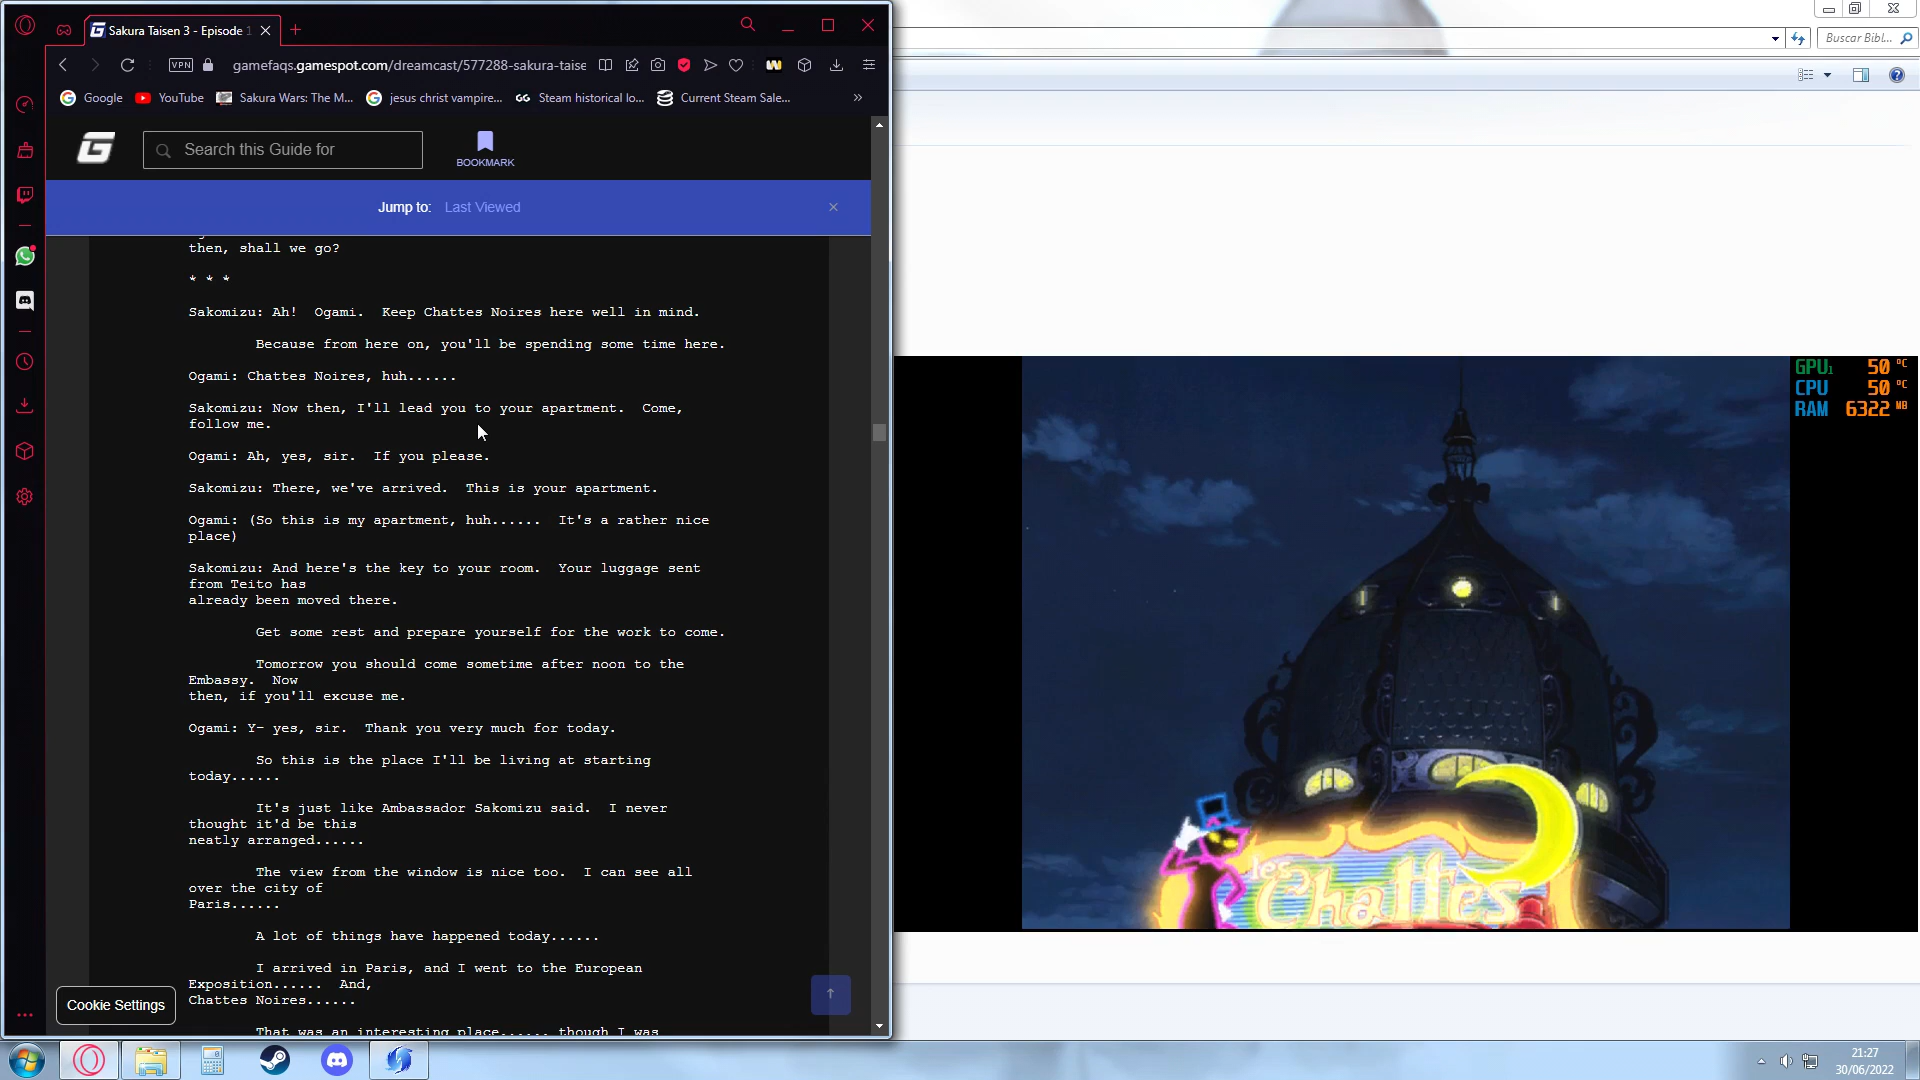 Sakura Taisen 3 - Episode 1
VPN
gamefaqs.gamespot.com/dreamcast/577288-sakura-taise
Google
YouTube
Sakura Wars: The M...
jesus christ vampire...
GG
Steam historical lo...
Current Steam Sale...
»
Search this Guide for
BOOKMARK
Jump to: Last Viewed
then, shall we go?
* * *
Sakomizu: Ah!  Ogami.  Keep Chattes Noires here well in mind.
Because from here on, you'll be spending some time here.
Ogami: Chattes Noires, huh......
Sakomizu: Now then, I'll lead you to your apartment.  Come,
follow me.
Ogami: Ah, yes, sir.  If you please.
Sakomizu: There, we've arrived.  This is your apartment.
Ogami: (So this is my apartment, huh......  It's a rather nice
place)
Sakomizu: And here's the key to your room.  Your luggage sent
from Teito has
already been moved there.
Get some rest and prepare yourself for the work to come.
Tomorrow you should come sometime after noon to the
Embassy.  Now
then, if you'll excuse me.
Ogami: Y- yes, sir.  Thank you very much for today.
So this is the place I'll be living at starting
today......
It's just like Ambassador Sakomizu said.  I never
thought it'd be this
neatly arranged......
The view from the window is nice too.  I can see all
over the city of
Paris......
A lot of things have happened today......
I arrived in Paris, and I went to the European
Exposition......  And,
Chattes Noires......
That was an interesting place...... though I was
Cookie Settings
Buscar Bibl...
GPU1 50 °C
CPU 50 °C
RAM 6322 MB
les
Chattes
21:27
30/06/2022